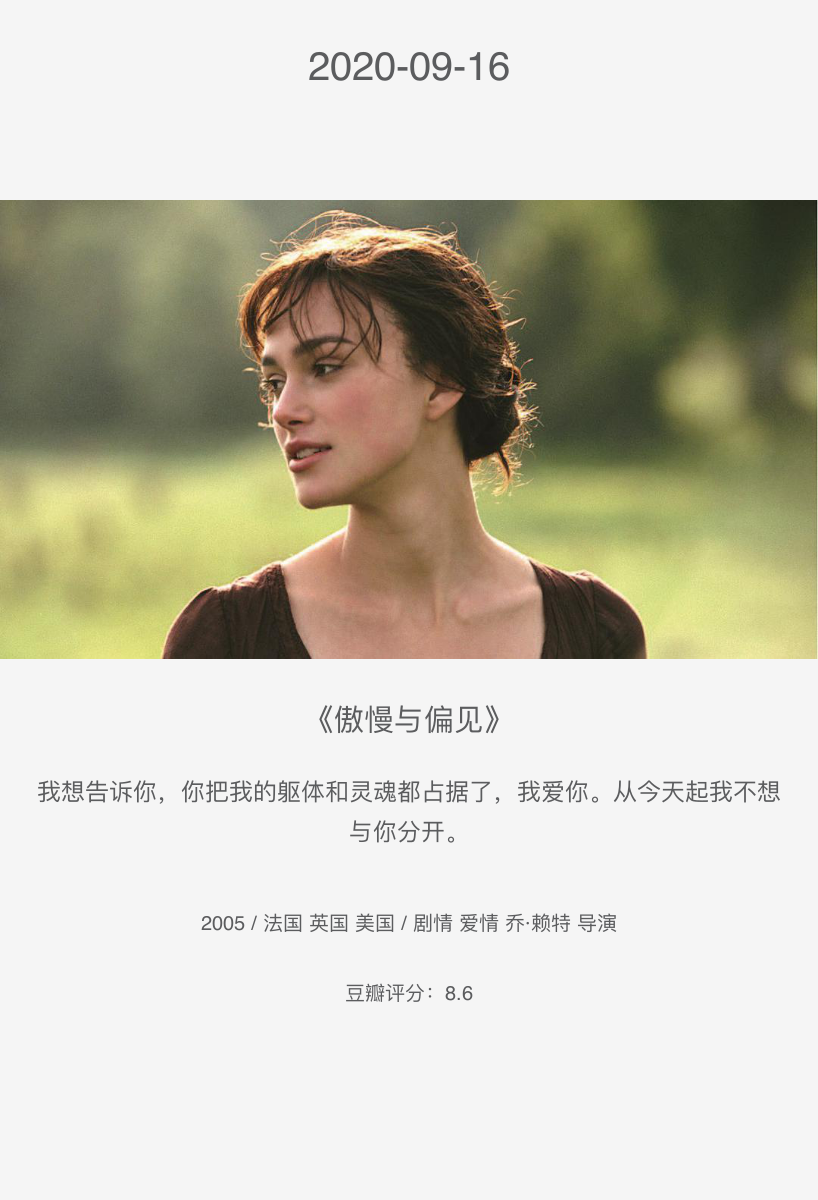 2020-09-16
《傲慢与偏见》
我想告诉你，你把我的躯体和灵魂都占据了，我爱你。从今天起我不想
与你分开。
2005 / 法国 英国 美国 / 剧情 爱情 乔·赖特 导演
豆瓣评分：8.6